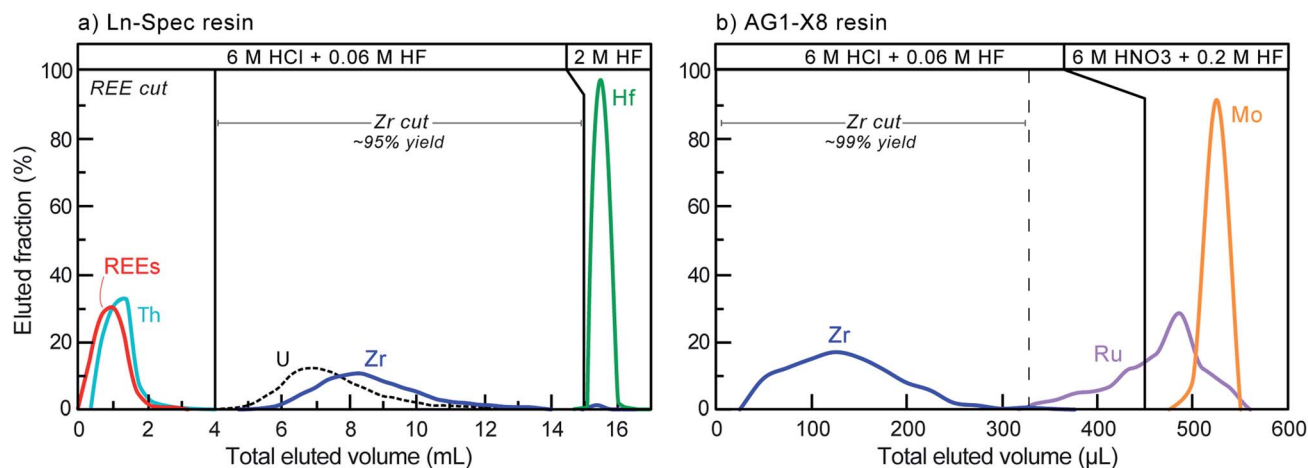 a) Ln-Spec resin
6 M HCl + 0.06 M HF
2 M HF
REE cut
Zr cut
~95% yield
Hf
REEs
Th
U
Zr
Eluted fraction (%)
100
80
60
40
20
0
0
2
4
6
8
10
12
14
16
Total eluted volume (mL)
b) AG1-X8 resin
6 M HCl + 0.06 M HF
6 M HNO3 + 0.2 M HF
Zr cut
~99% yield
Mo
Zr
Ru
100
80
60
40
20
0
0
100
200
300
400
500
600
Total eluted volume (µL)